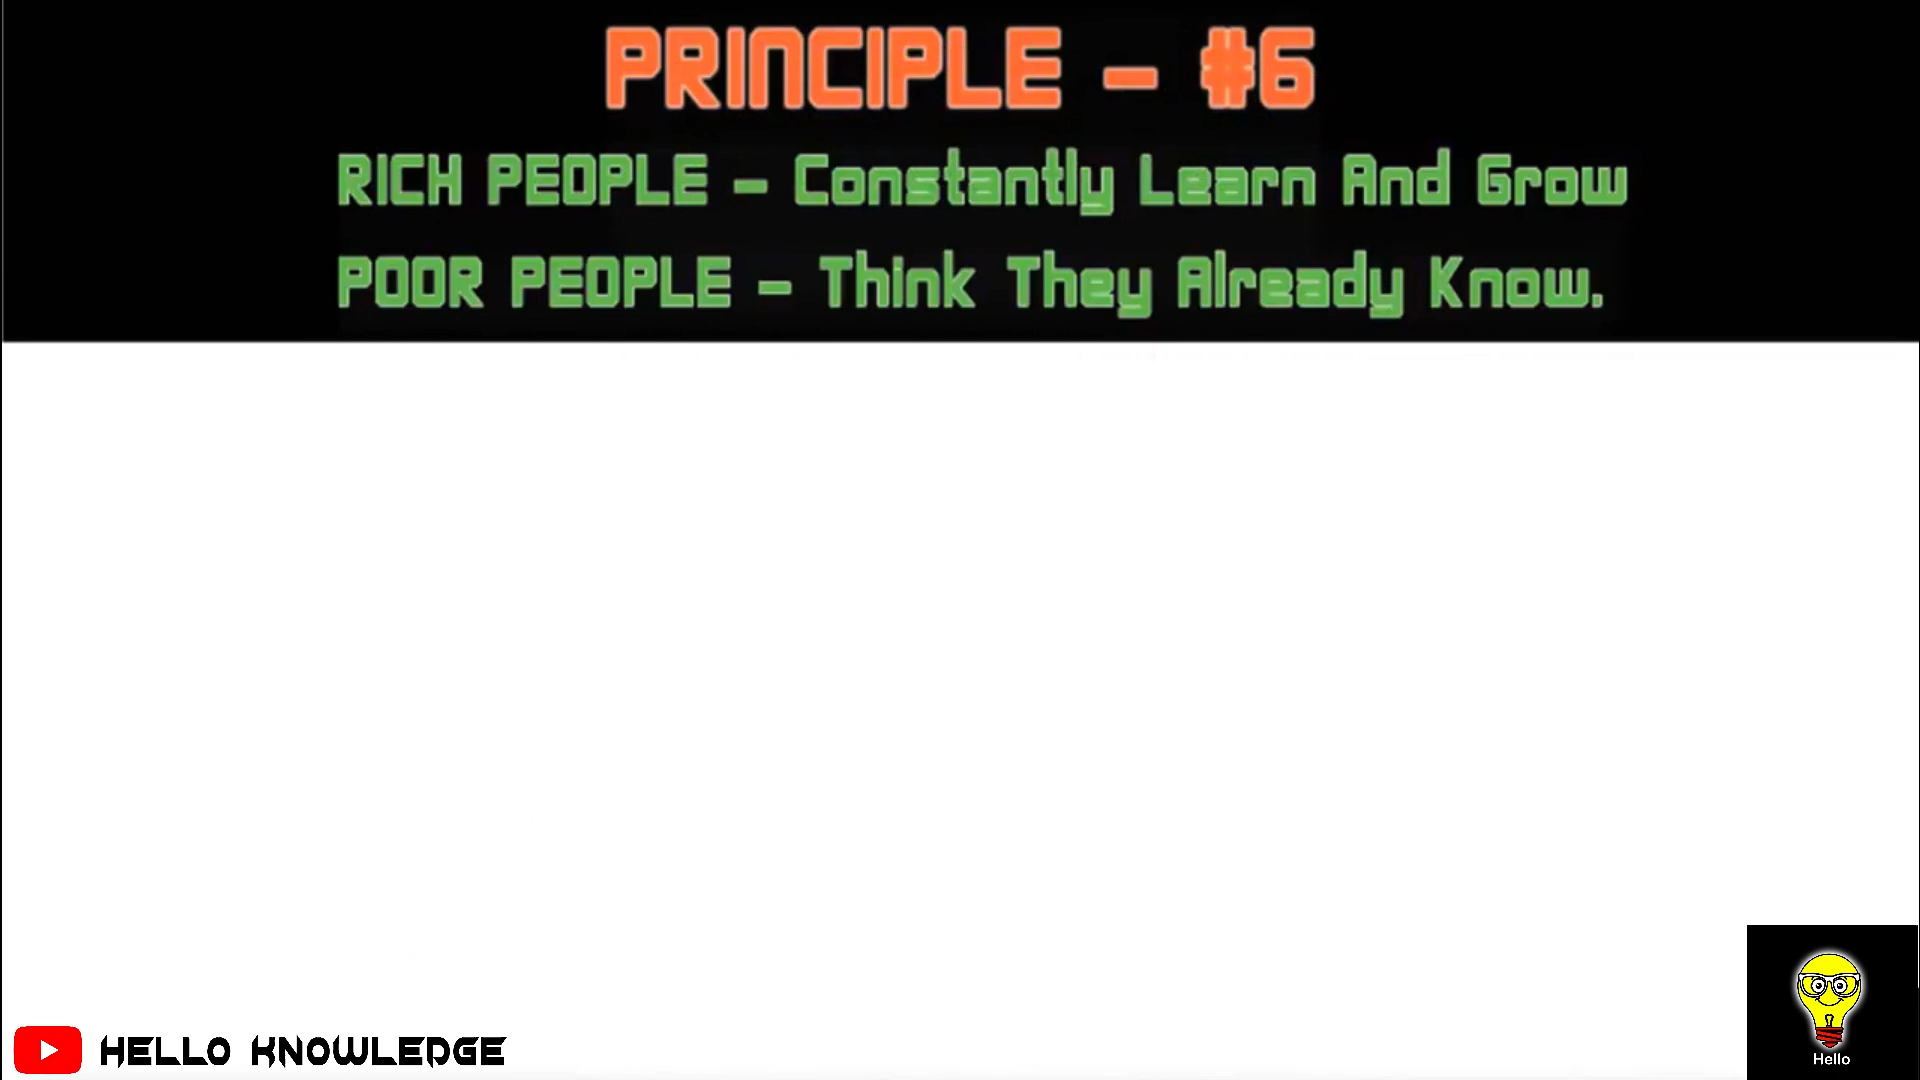 PRINCIPLE - #6
RICH PEOPLE - Constantly Learn And Grow
POOR PEOPLE - Think They Already Know.
HELLO KNOWLEDGE
Hello